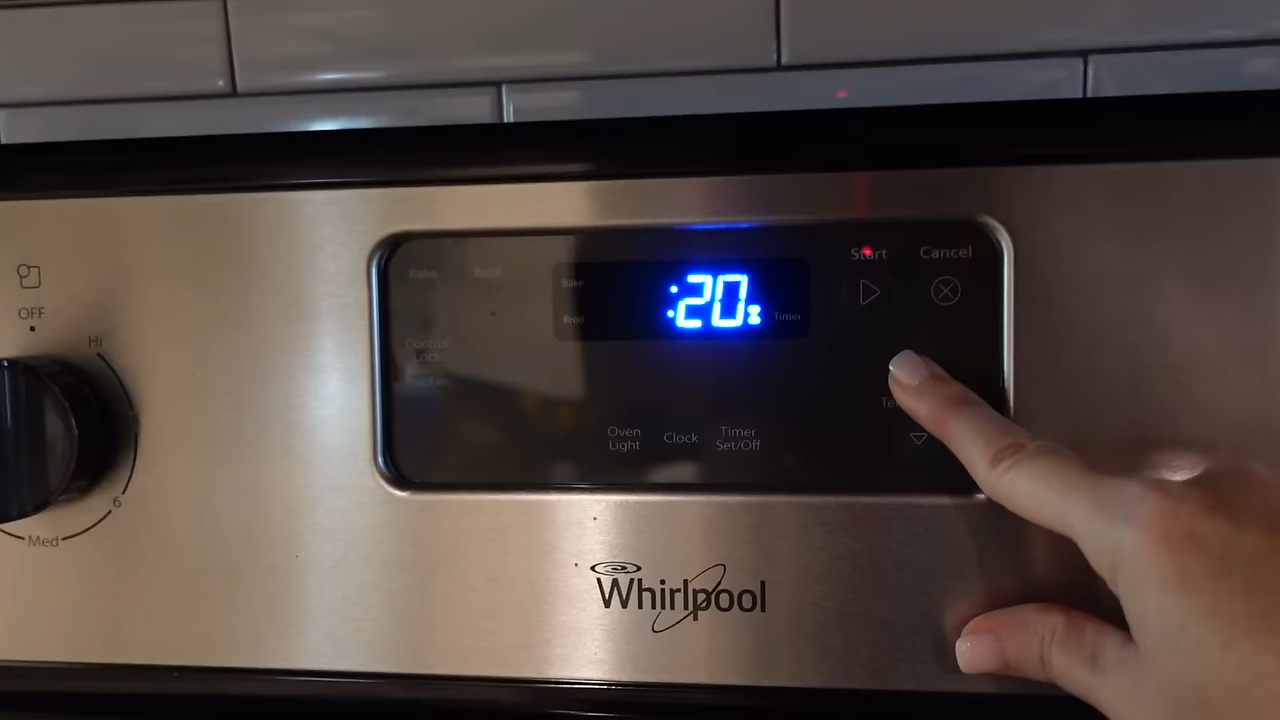 OFF
Hi
6
Med
Bake
Broil
Control
Lock
Bake
Broil
:20
Timer
Start
Cancel
Oven
Light
Clock
Timer
Set/Off
Whirlpool